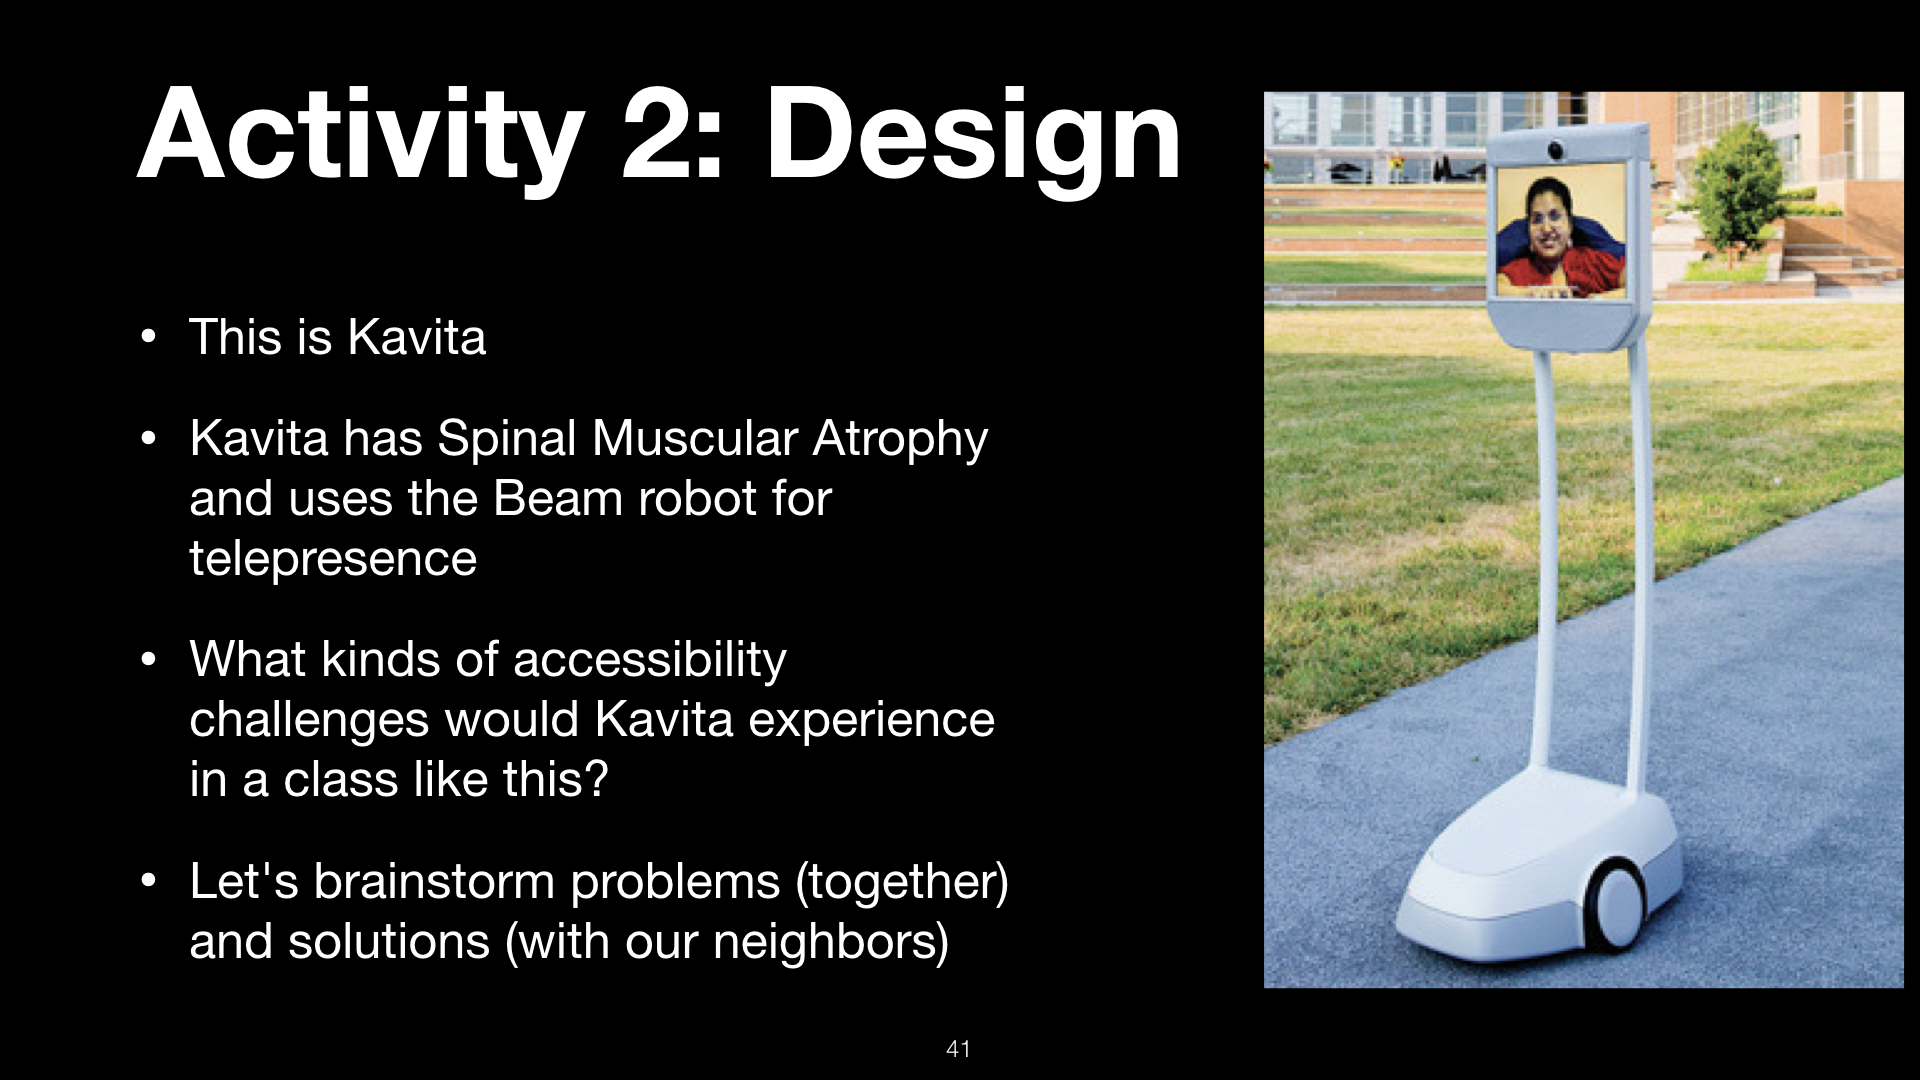 Activity 2: Design
• This is Kavita
• Kavita has Spinal Muscular Atrophy
and uses the Beam robot for
telepresence
• What kinds of accessibility
challenges would Kavita experience
in a class like this?
• Let's brainstorm problems (together)
and solutions (with our neighbors)
41